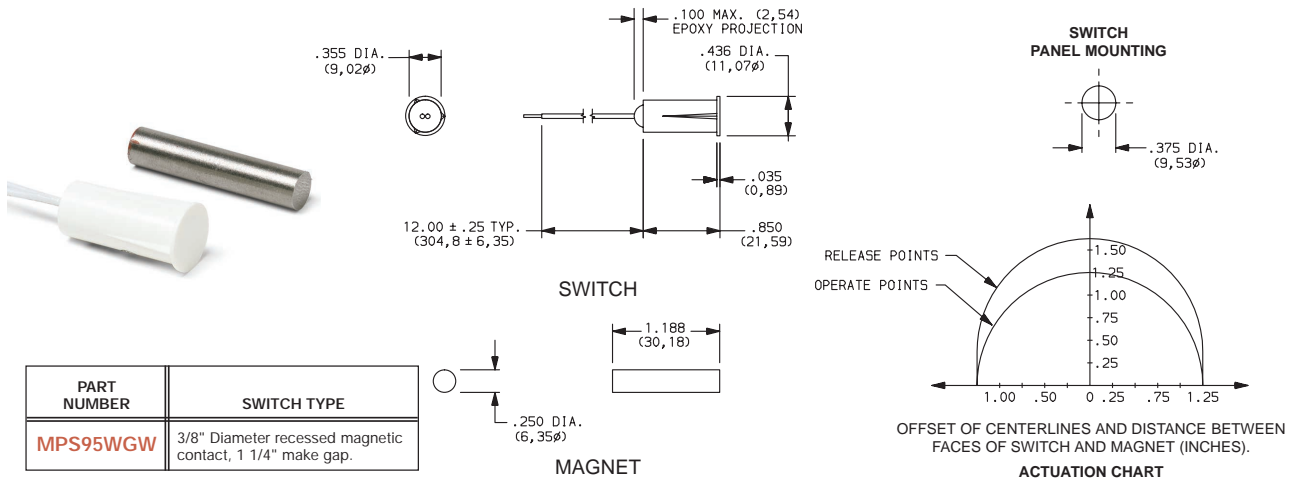 .100 MAX. (2,54)
EPOXY PROJECTION
.355 DIA.
(9,02ø)
.436 DIA.
(11,07ø)
.035
(0,89)
12.00 ± .25 TYP.
(304,8 ± 6,35)
.850
(21,59)
SWITCH
1.188
(30,18)
.250 DIA.
(6,35ø)
MAGNET
PART
NUMBER
SWITCH TYPE
MPS95WGW
3/8" Diameter recessed magnetic
contact, 1 1/4" make gap.
SWITCH
PANEL MOUNTING
.375 DIA.
(9,53ø)
RELEASE POINTS
OPERATE POINTS
1.50
1.25
1.00
.75
.50
.25
1.00 .50 0 .25 .75 1.25
OFFSET OF CENTERLINES AND DISTANCE BETWEEN
FACES OF SWITCH AND MAGNET (INCHES).
ACTUATION CHART